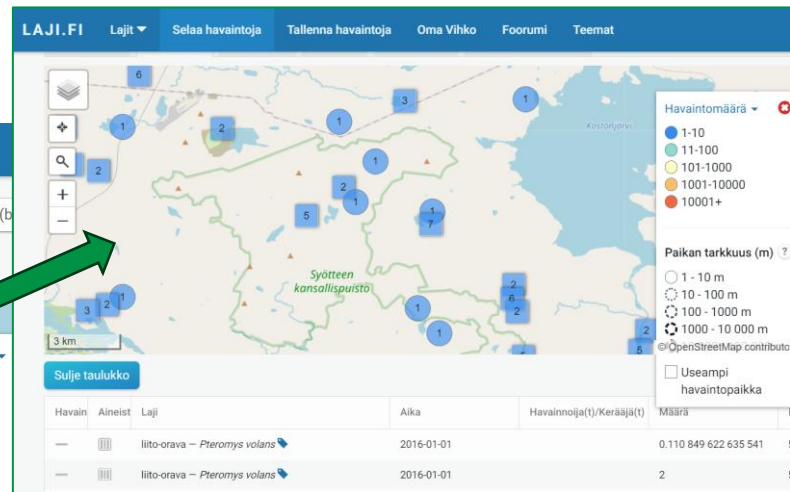 LAJI.FI Lajit Selaa havaintoja Tallenna havaintoja Oma Vihko Foorumi Teemat
6
3
1
1
2
1
1
2
2
1
5
1
7
Kostonjärvi
Syötteen
kansallispuisto
2
1
2
3
6
1
2
1
2
5
3 km
Havaintomäärä
1-10
11-100
101-1000
1001-10000
10001+
Paikan tarkkuus (m) ?
1 - 10 m
10 - 100 m
100 - 1000 m
1000 - 10 000 m
Useampi
havaintopaikka
Sulje taulukko
Havain Aineist Laji Aika Havainnoija(t)/Kerääjä(t) Määrä
liito-orava – Pteromys volans 2016-01-01 0.110 849 622 635 541 5
liito-orava – Pteromys volans 2016-01-01 2 5
(b